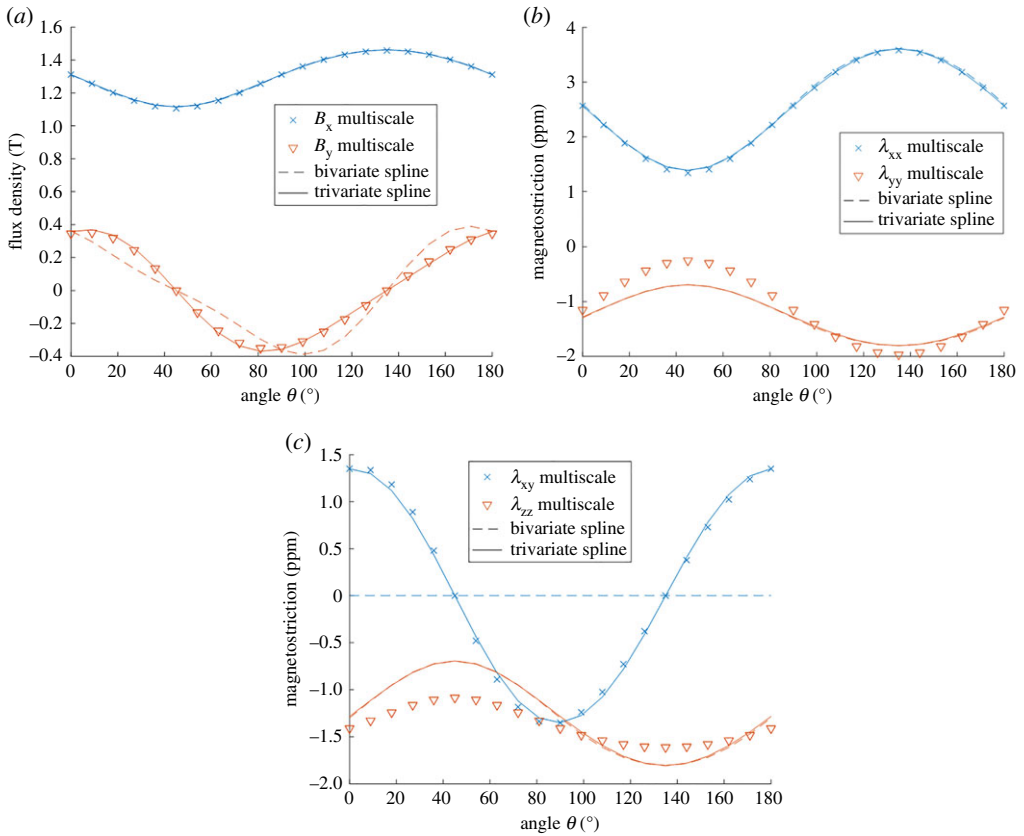 (a)
1.6
1.4
1.2
1.0
0.8
0.6
0.4
0.2
0
−0.2
−0.4
flux density (T)
Bx multiscale
By multiscale
bivariate spline
trivariate spline
0 20 40 60 80 100 120 140 160 180
angle θ (°)
(b)
4
3
2
1
0
−1
−2
magnetostriction (ppm)
λxx multiscale
λyy multiscale
bivariate spline
trivariate spline
0 20 40 60 80 100 120 140 160 180
angle θ (°)
(c)
1.5
1.0
0.5
0
−0.5
−1.0
−1.5
−2.0
magnetostriction (ppm)
λxy multiscale
λzz multiscale
bivariate spline
trivariate spline
0 20 40 60 80 100 120 140 160 180
angle θ (°)